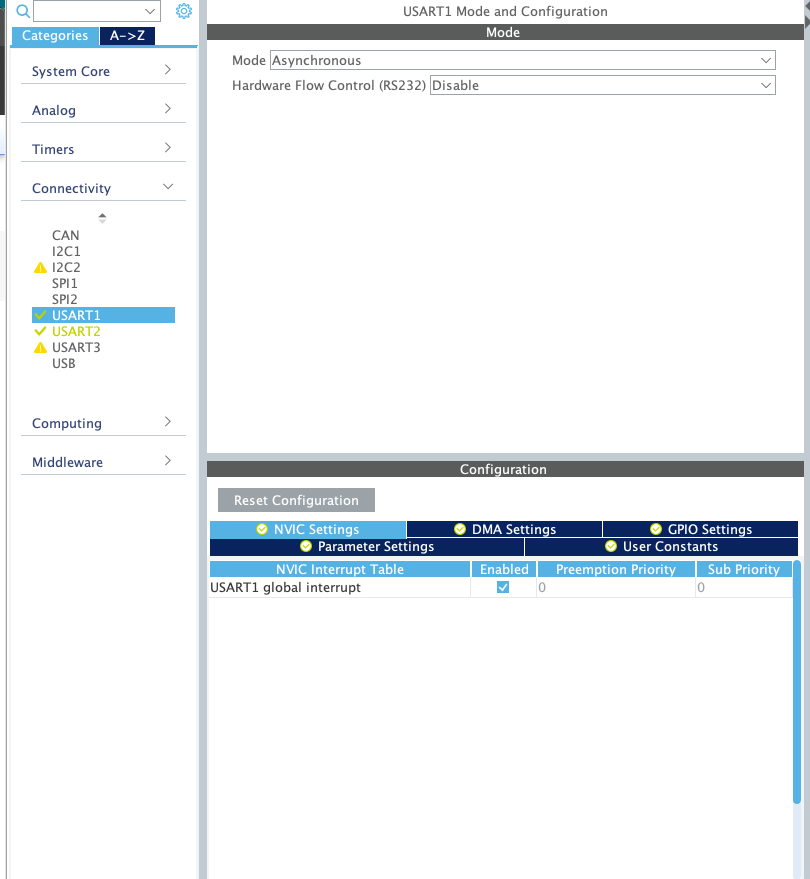 Categories A->Z
System Core
Analog
Timers
Connectivity
CAN
I2C1
I2C2
SPI1
SPI2
USART1
USART2
USART3
USB
Computing
Middleware
USART1 Mode and Configuration
Mode
Mode Asynchronous
Hardware Flow Control (RS232) Disable
Configuration
Reset Configuration
NVIC Settings DMA Settings GPIO Settings
Parameter Settings User Constants
NVIC Interrupt Table Enabled Preemption Priority Sub Priority
USART1 global interrupt 0 0